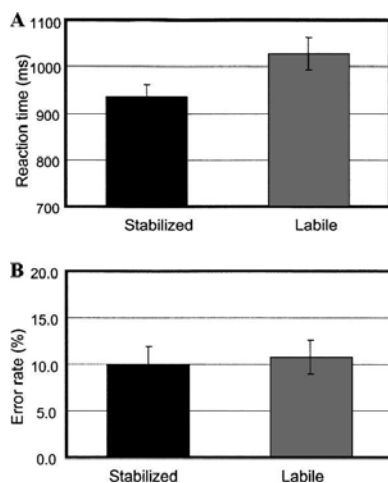 A
1100
1000
900
800
700
Reaction time (ms)
Stabilized Labile
B
20.0
15.0
10.0
5.0
0.0
Error rate (%)
Stabilized Labile